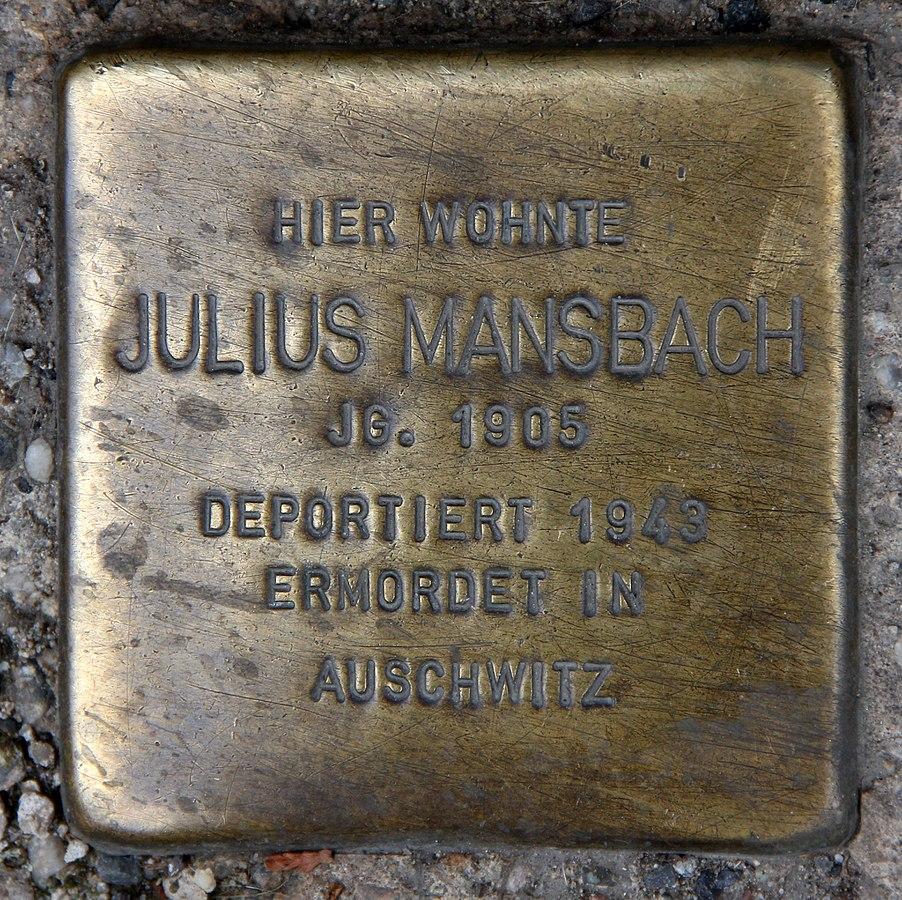 HIER WOHNTE
JULIUS MANSBACH
JG. 1905
DEPORTIERT 1943
ERMORDET IN
AUSCHWITZ